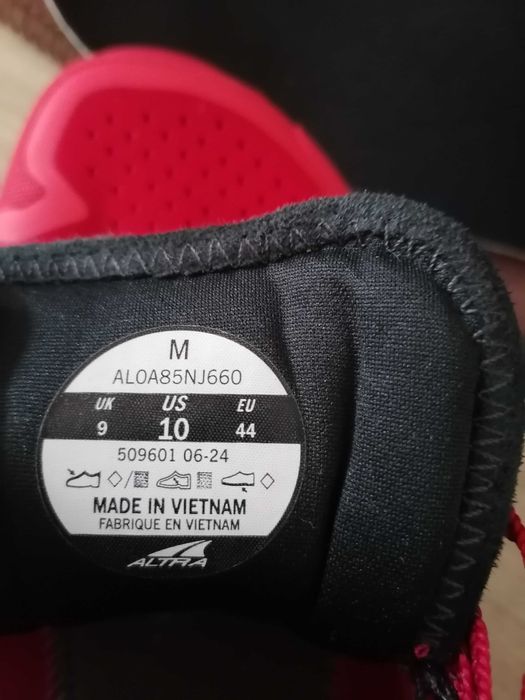 M
AL0A85NJ660
UK US EU
9 10 44
509601 06-24
MADE IN VIETNAM
FABRIQUE EN VIETNAM
ALTRA